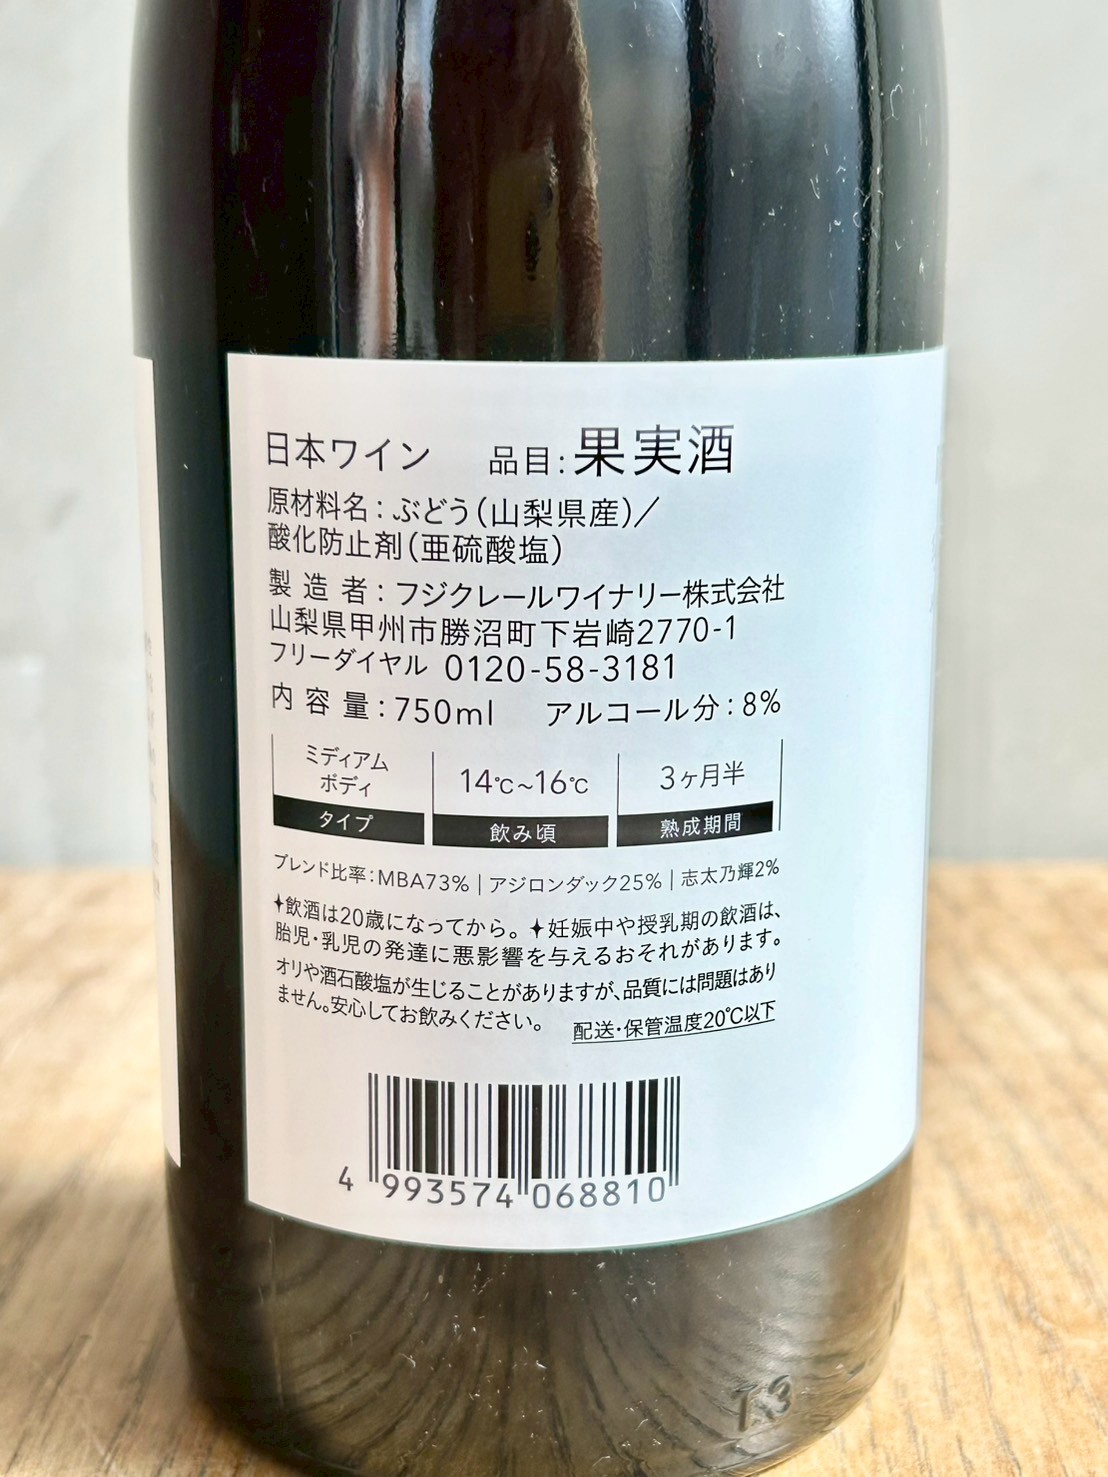 日本ワイン 品目：果実酒
原材料名：ぶどう（山梨県産）／
酸化防止剤（亜硫酸塩）
製造者：フジクレールワイナリー株式会社
山梨県甲州市勝沼町下岩崎2770-1
フリーダイヤル 0120-58-3181
内容量：750ml アルコール分：8%
ミディアム
ボディ
タイプ
14℃~16℃
飲み頃
3ヶ月半
熟成期間
ブレンド比率：MBA73%｜アジロンダック25%｜志太乃輝2%
✦飲酒は20歳になってから。✦妊娠中や授乳期の飲酒は、
胎児・乳児の発達に悪影響を与えるおそれがあります。
オリや酒石酸塩が生じることがありますが、品質には問題はあり
ません。安心してお飲みください。 配送・保管温度20℃以下
4 993574 068810